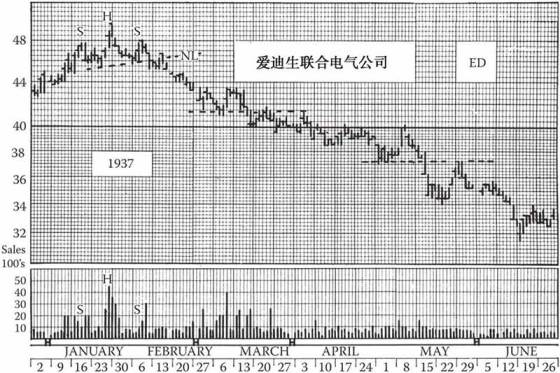 H
S S
NL
爱迪生联合电气公司 ED
1937
48
44
40
38
36
34
32
Sales
100's
50
40
30
20
10
H
S S
JANUARY FEBRUARY MARCH APRIL MAY JUNE
2 9 16 23 30 6 13 20 27 6 13 20 27 3 10 17 24 1 8 15 22 29 5 12 19 26